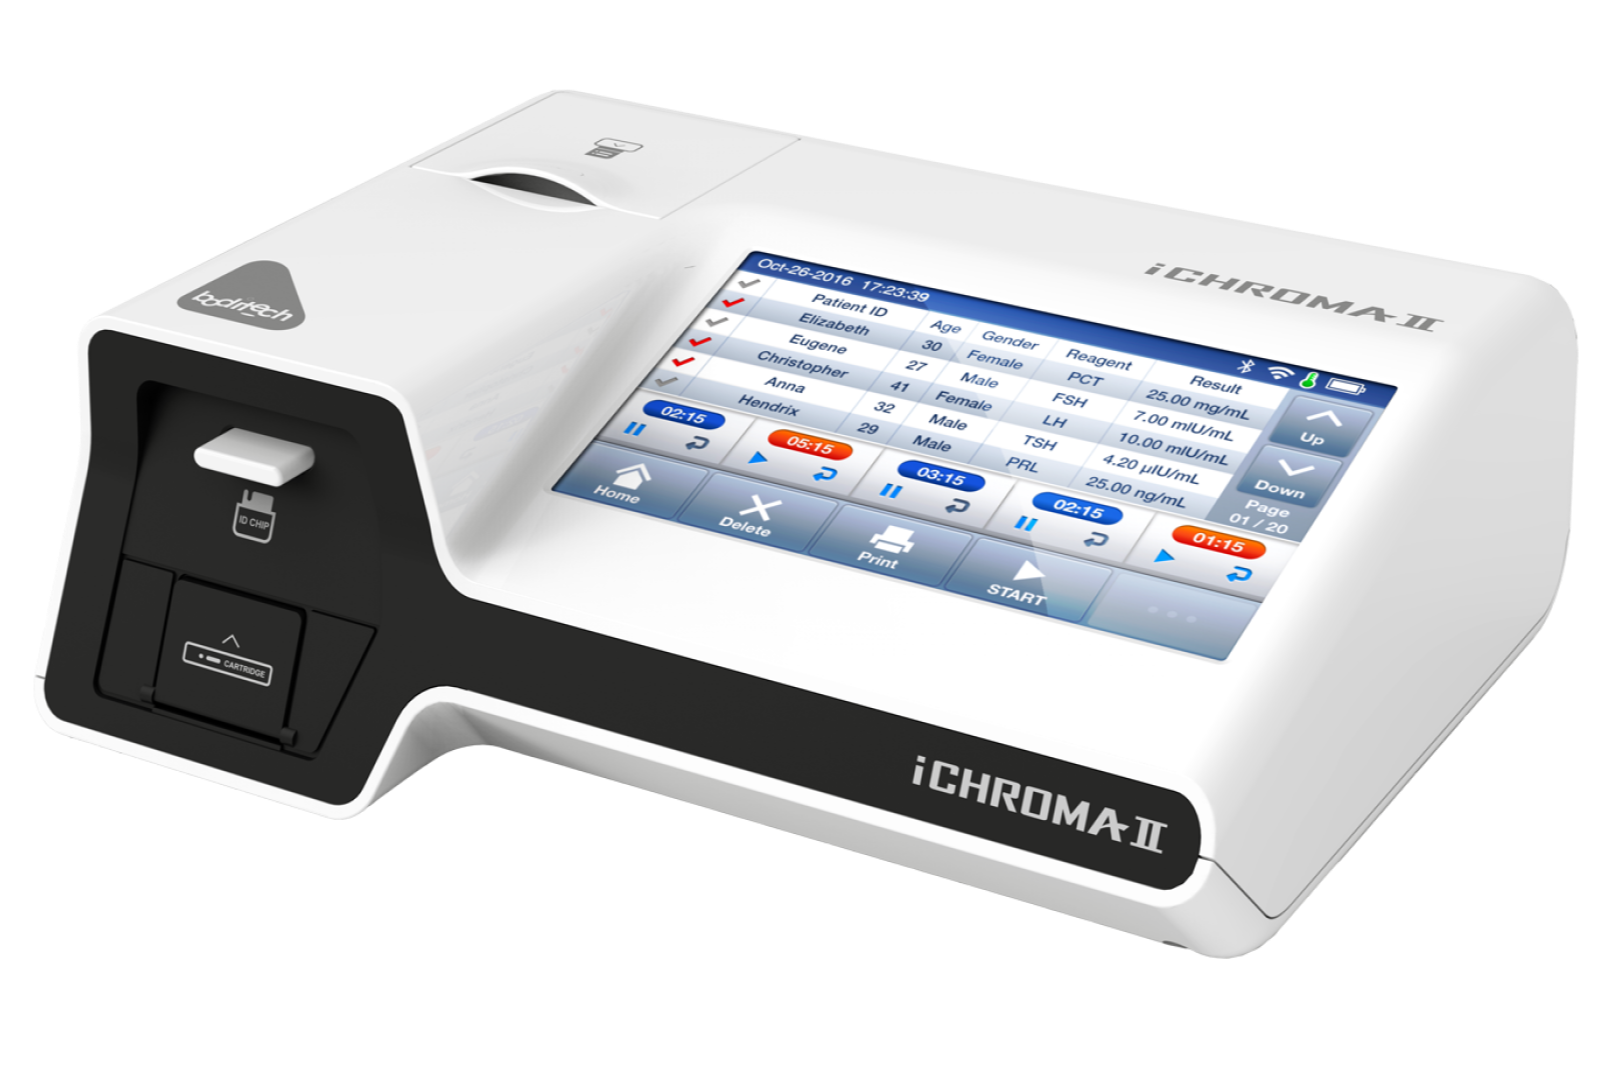 boditech
iCHROMA II
Oct-26-2016 17:23:39
Patient ID Age Gender Reagent Result
Elizabeth 30 Female PCT 25.00 mg/mL
Eugene 27 Male FSH 7.00 mIU/mL
Christopher 41 Female LH 10.00 mIU/mL
Anna 32 Male TSH 4.20 µIU/mL
Hendrix 29 Male PRL 25.00 ng/mL
Up
Down
Page
01 / 20
02:15 05:15 03:15 02:15 01:15
Home Delete Print START
ID CHIP
CARTRIDGE
iCHROMA II